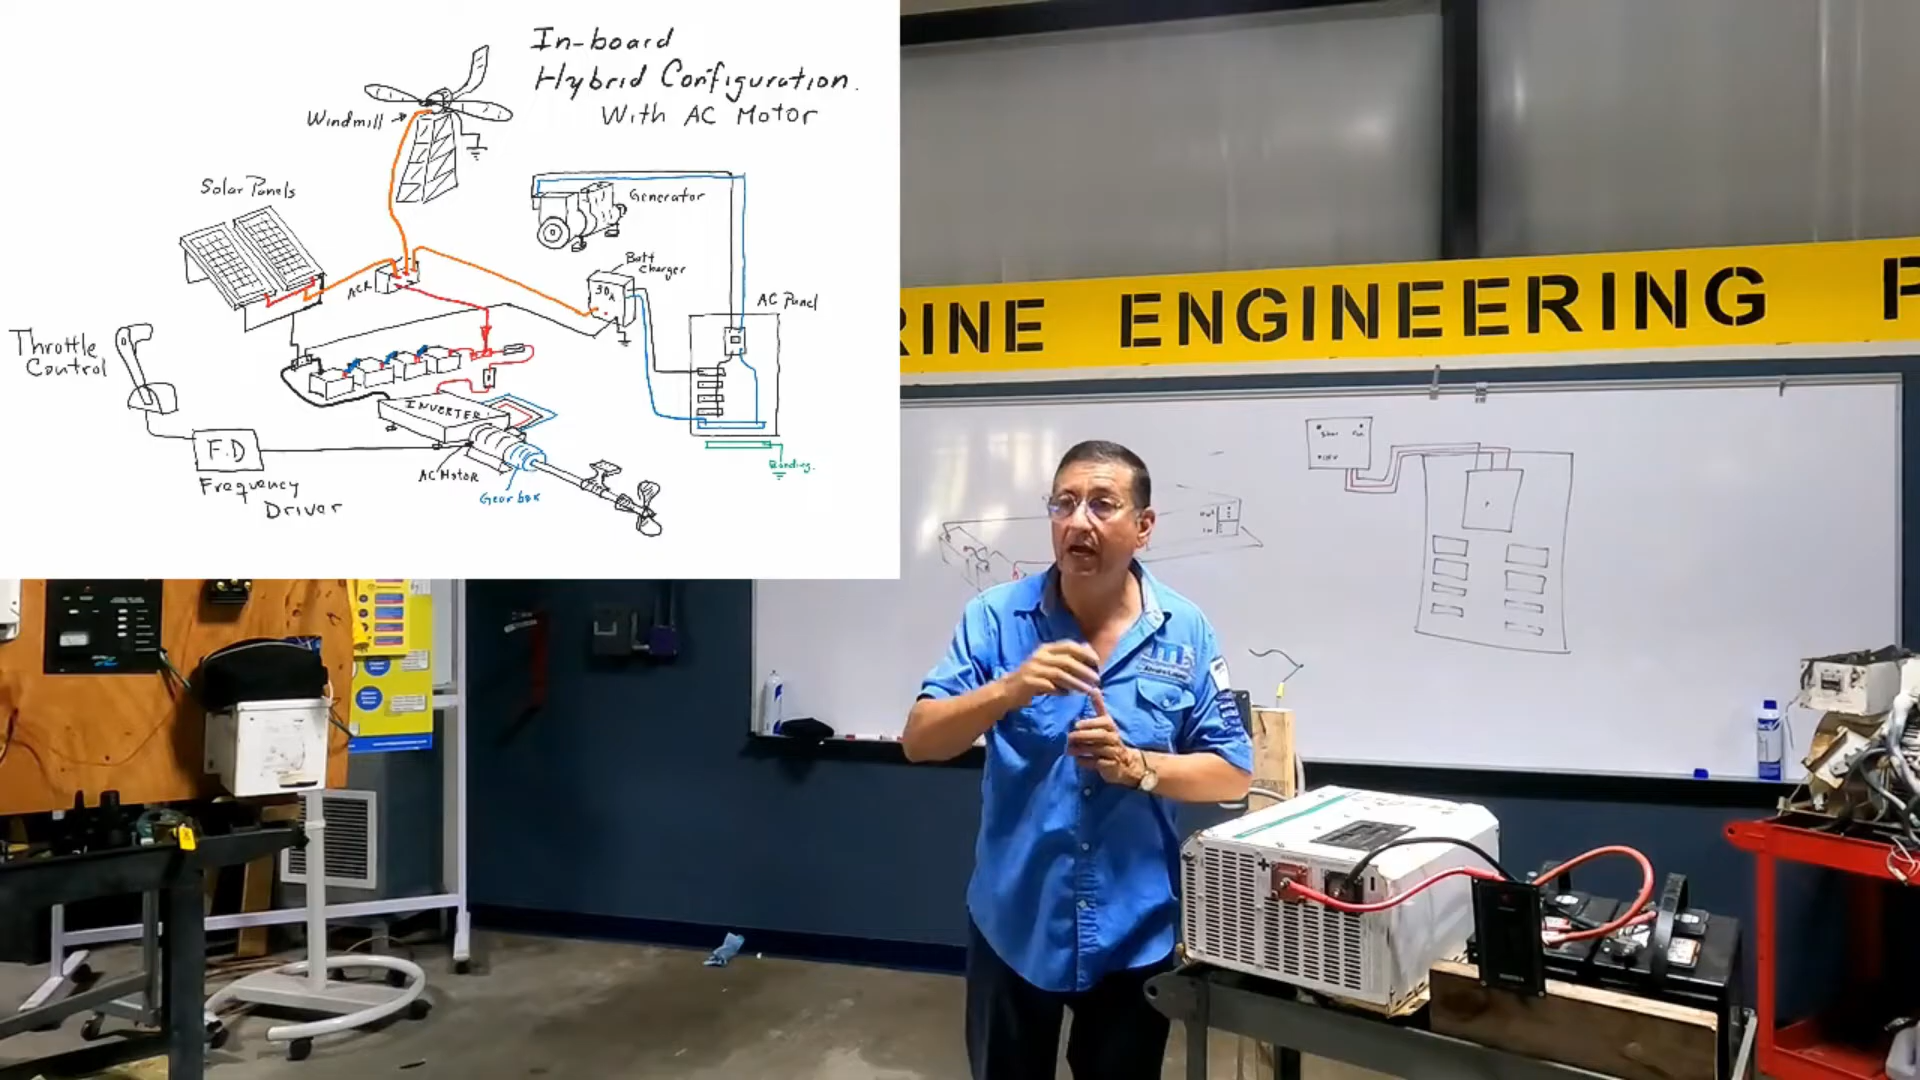 In-board
Hybrid Configuration.
With AC Motor
Windmill
Solar Panels
Generator
Batt
Charger
30A
ACR
AC Panel
Throttle
Control
INVERTER
F.D
AC Motor
Gear box
Bonding.
Frequency
Driver
RINE ENGINEERING P